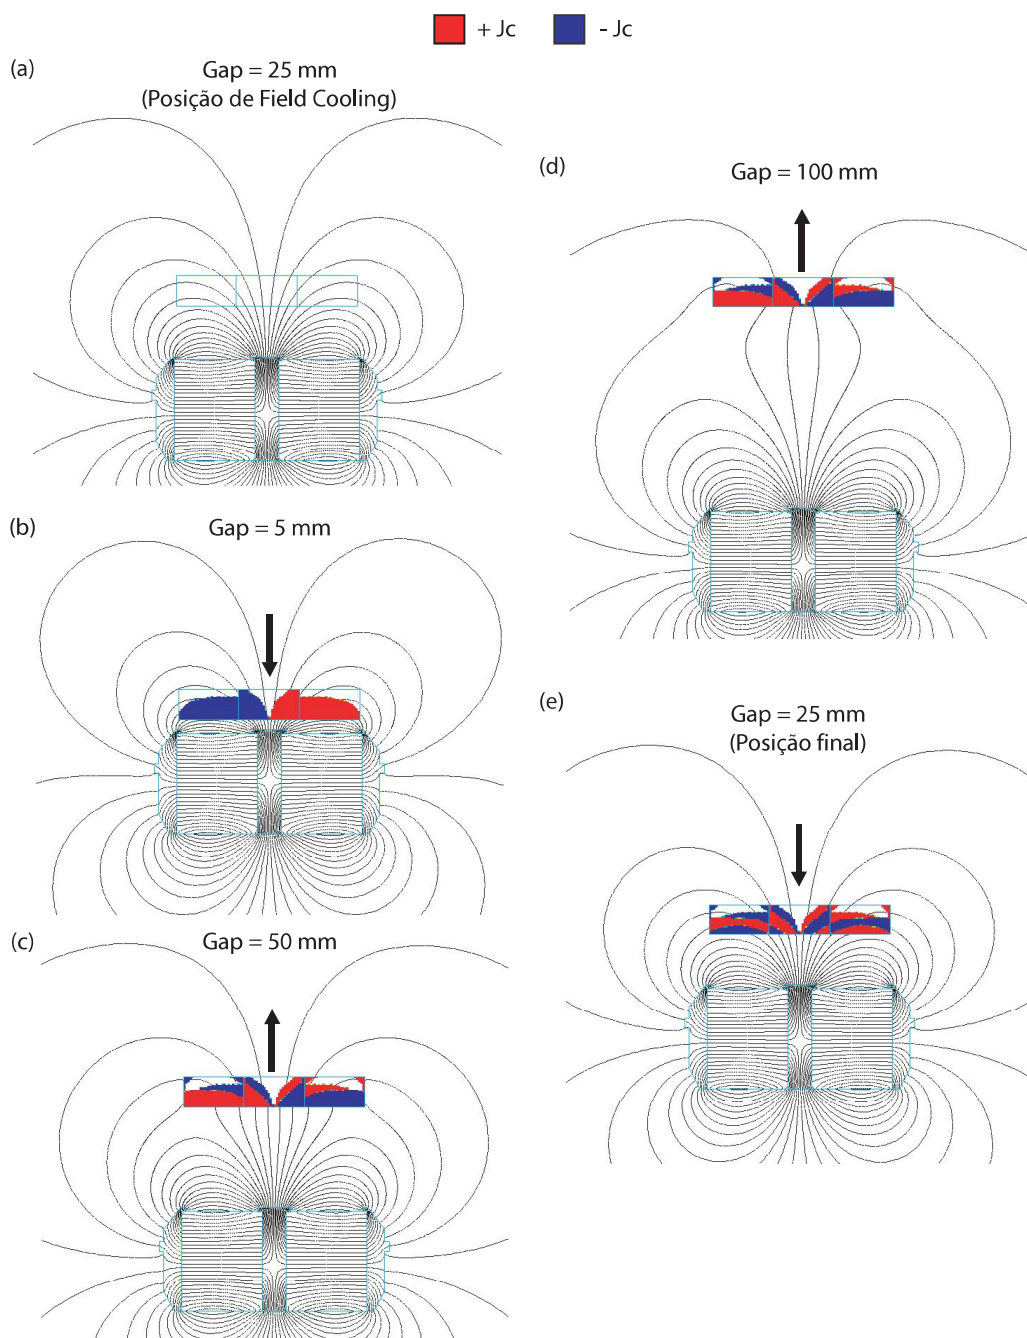 + Jc
- Jc
(a)
Gap = 25 mm
(Posição de Field Cooling)
(b)
Gap = 5 mm
(c)
Gap = 50 mm
(d)
Gap = 100 mm
(e)
Gap = 25 mm
(Posição final)